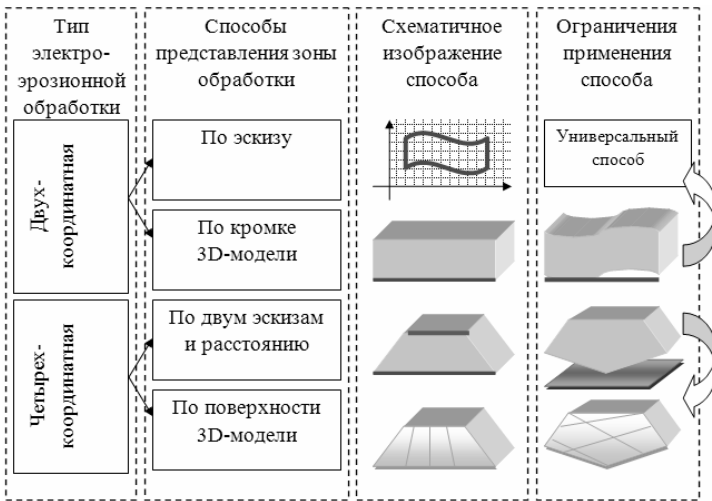 Тип
электро-
эрозионной
обработки
Способы
представления зоны
обработки
Схематичное
изображение
способа
Ограничения
применения
способа
Двух-
координатная
По эскизу
Универсальный
способ
По кромке
3D-модели
Четырех-
координатная
По двум эскизам
и расстоянию
По поверхности
3D-модели